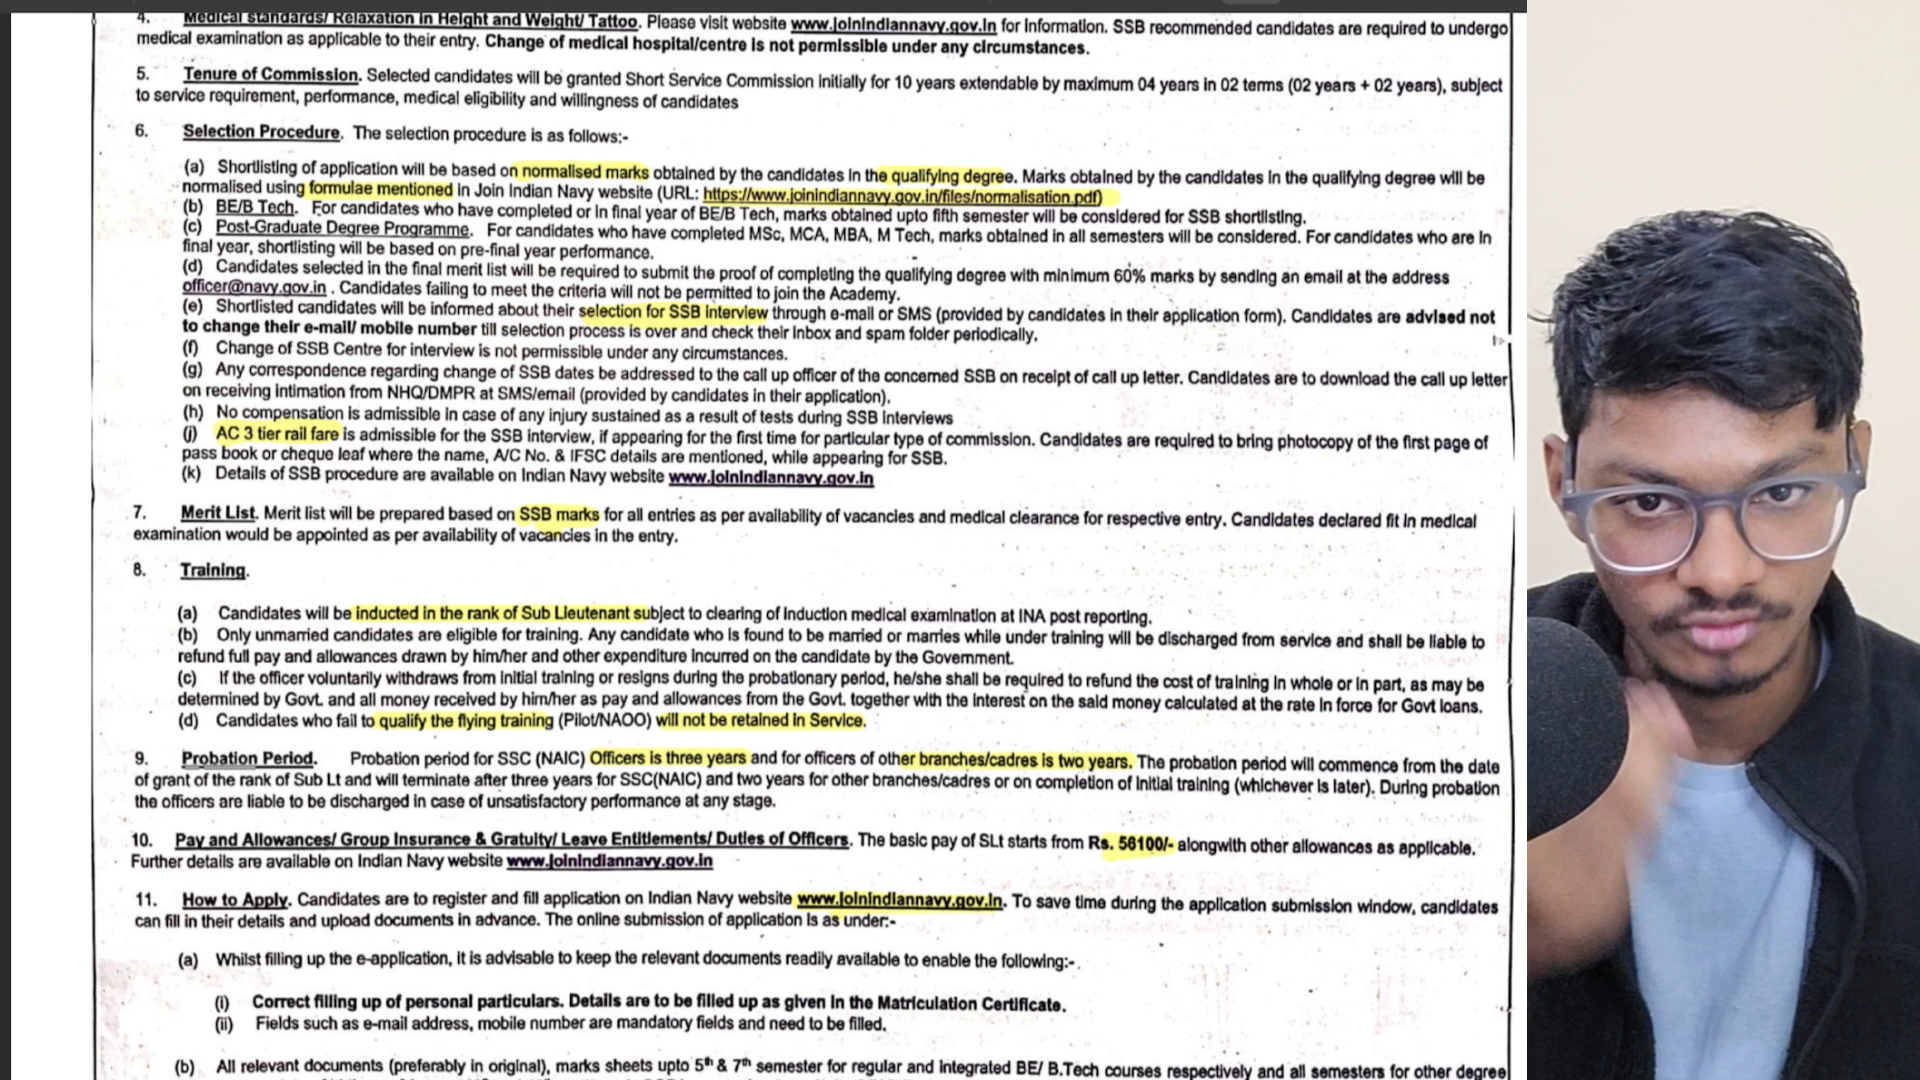 4. Medical standards/ Relaxation in Height and Weight/ Tattoo. Please visit website www.joinindiannavy.gov.in for information. SSB recommended candidates are required to undergo
medical examination as applicable to their entry. Change of medical hospital/centre is not permissible under any circumstances.
5. Tenure of Commission. Selected candidates will be granted Short Service Commission initially for 10 years extendable by maximum 04 years in 02 terms (02 years + 02 years), subject
to service requirement, performance, medical eligibility and willingness of candidates
6. Selection Procedure. The selection procedure is as follows:-
(a) Shortlisting of application will be based on normalised marks obtained by the candidates in the qualifying degree. Marks obtained by the candidates in the qualifying degree will be
normalised using formulae mentioned in Join Indian Navy website (URL: https://www.joinindiannavy.gov.in/files/normalisation.pdf)
(b) BE/B Tech. For candidates who have completed or in final year of BE/B Tech, marks obtained upto fifth semester will be considered for SSB shortlisting.
(c) Post-Graduate Degree Programme. For candidates who have completed MSc, MCA, MBA, M Tech, marks obtained in all semesters will be considered. For candidates who are in
final year, shortlisting will be based on pre-final year performance.
(d) Candidates selected in the final merit list will be required to submit the proof of completing the qualifying degree with minimum 60% marks by sending an email at the address
officer@navy.gov.in . Candidates failing to meet the criteria will not be permitted to join the Academy.
(e) Shortlisted candidates will be informed about their selection for SSB interview through e-mail or SMS (provided by candidates in their application form). Candidates are advised not
to change their e-mail/ mobile number till selection process is over and check their inbox and spam folder periodically.
(f) Change of SSB Centre for interview is not permissible under any circumstances.
(g) Any correspondence regarding change of SSB dates be addressed to the call up officer of the concerned SSB on receipt of call up letter. Candidates are to download the call up letter
on receiving intimation from NHQ/DMPR at SMS/email (provided by candidates in their application).
(h) No compensation is admissible in case of any injury sustained as a result of tests during SSB interviews
(j) AC 3 tier rail fare is admissible for the SSB interview, if appearing for the first time for particular type of commission. Candidates are required to bring photocopy of the first page of
pass book or cheque leaf where the name, A/C No. & IFSC details are mentioned, while appearing for SSB.
(k) Details of SSB procedure are available on Indian Navy website www.joinindiannavy.gov.in
7. Merit List. Merit list will be prepared based on SSB marks for all entries as per availability of vacancies and medical clearance for respective entry. Candidates declared fit in medical
examination would be appointed as per availability of vacancies in the entry.
8. Training.
(a) Candidates will be inducted in the rank of Sub Lieutenant subject to clearing of induction medical examination at INA post reporting.
(b) Only unmarried candidates are eligible for training. Any candidate who is found to be married or marries while under training will be discharged from service and shall be liable to
refund full pay and allowances drawn by him/her and other expenditure incurred on the candidate by the Government.
(c) If the officer voluntarily withdraws from initial training or resigns during the probationary period, he/she shall be required to refund the cost of training in whole or in part, as may be
determined by Govt. and all money received by him/her as pay and allowances from the Govt. together with the interest on the said money calculated at the rate in force for Govt loans.
(d) Candidates who fail to qualify the flying training (Pilot/NAOO) will not be retained in Service.
9. Probation Period. Probation period for SSC (NAIC) Officers is three years and for officers of other branches/cadres is two years. The probation period will commence from the date
of grant of the rank of Sub Lt and will terminate after three years for SSC(NAIC) and two years for other branches/cadres or on completion of initial training (whichever is later). During probation
the officers are liable to be discharged in case of unsatisfactory performance at any stage.
10. Pay and Allowances/ Group Insurance & Gratuity/ Leave Entitlements/ Duties of Officers. The basic pay of SLt starts from Rs. 56100/- alongwith other allowances as applicable.
Further details are available on Indian Navy website www.joinindiannavy.gov.in
11. How to Apply. Candidates are to register and fill application on Indian Navy website www.joinindiannavy.gov.in. To save time during the application submission window, candidates
can fill in their details and upload documents in advance. The online submission of application is as under:-
(a) Whilst filling up the e-application, it is advisable to keep the relevant documents readily available to enable the following:-
(i) Correct filling up of personal particulars. Details are to be filled up as given in the Matriculation Certificate.
(ii) Fields such as e-mail address, mobile number are mandatory fields and need to be filled.
(b) All relevant documents (preferably in original), marks sheets upto 5th & 7th semester for regular and integrated BE/ B.Tech courses respectively and all semesters for other degree